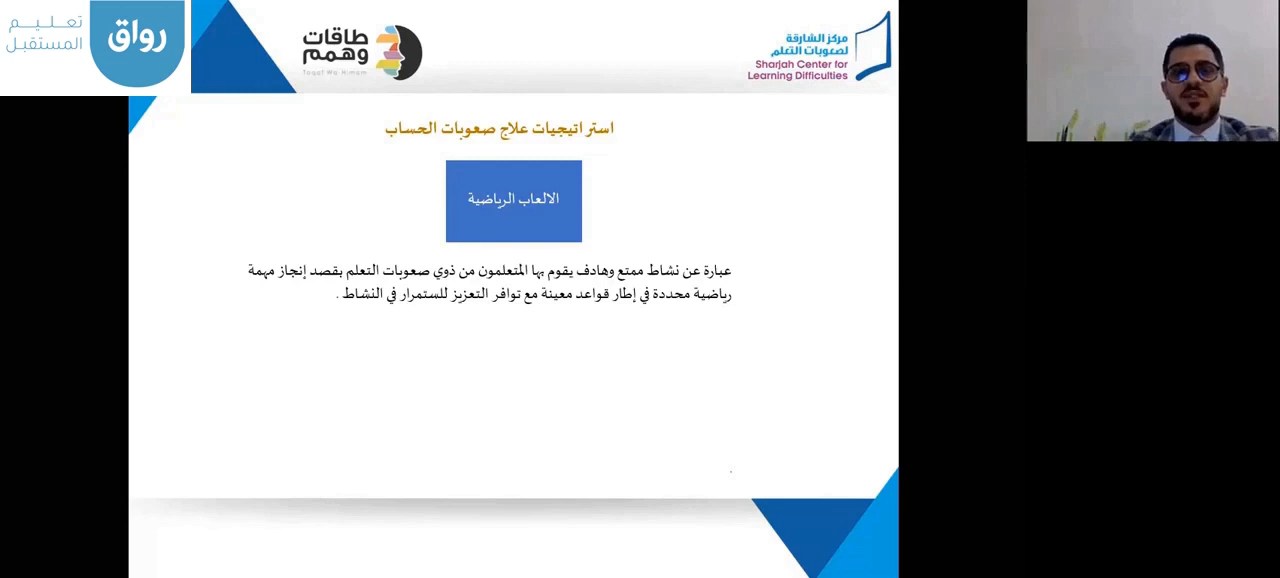 تعليم
المستقبل
رواق
طاقات
وهمم
Taqat Wa Himam
مركز الشارقة
لصعوبات التعلم
Sharjah Center for
Learning Difficulties
استراتيجيات علاج صعوبات الحساب
الالعاب الرياضية
عبارة عن نشاط ممتع وهادف يقوم بها المتعلمون من ذوي صعوبات التعلم بقصد إنجاز مهمة
رياضية محددة في إطار قواعد معينة مع توافر التعزيز للستمرار في النشاط .
.